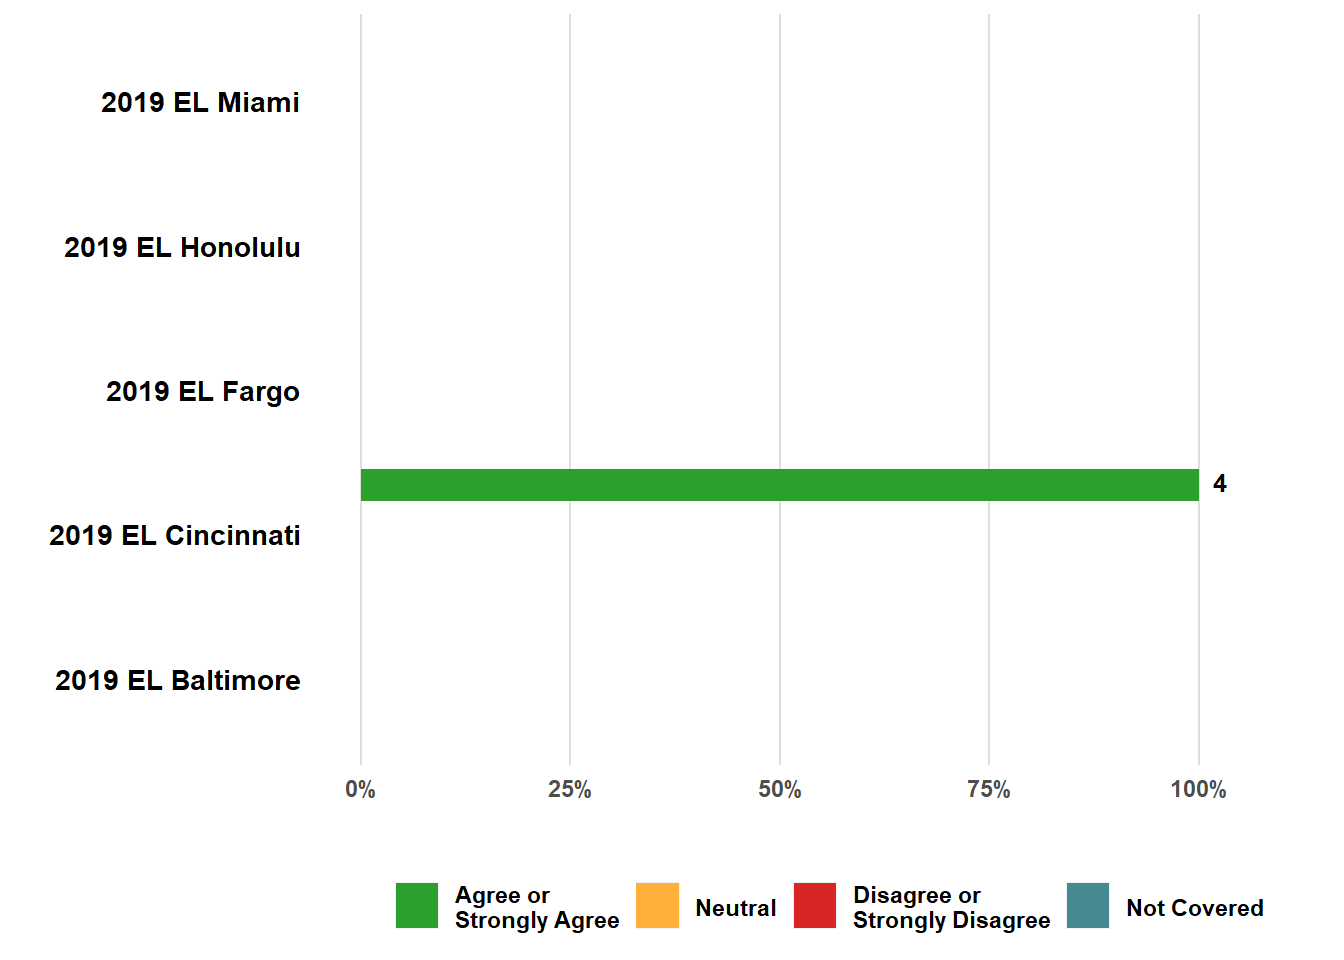 2019 EL Miami
2019 EL Honolulu
2019 EL Fargo
4
2019 EL Cincinnati
2019 EL Baltimore
0% 25% 50% 75% 100%
Agree or
Strongly Agree
Neutral
Disagree or
Strongly Disagree
Not Covered